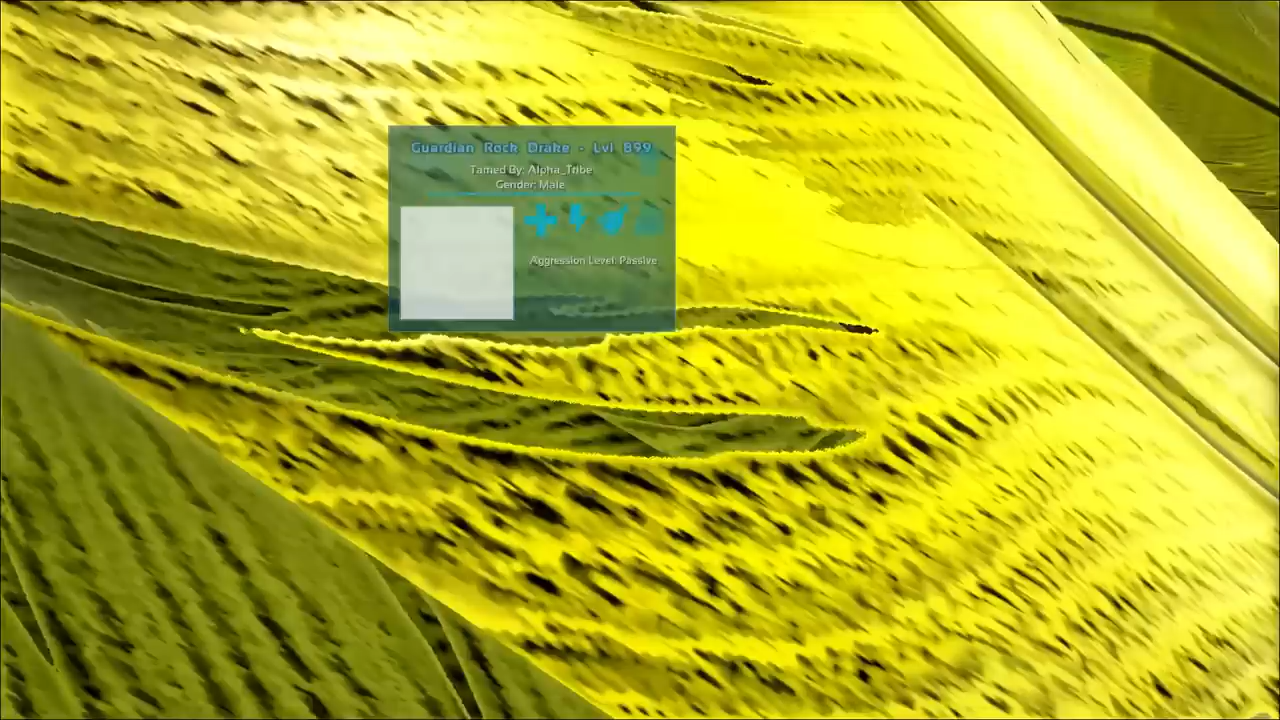 Guardian Rock Drake - Lvl 899
Tamed By: Alpha_Tribe
Gender: Male
Aggression Level: Passive